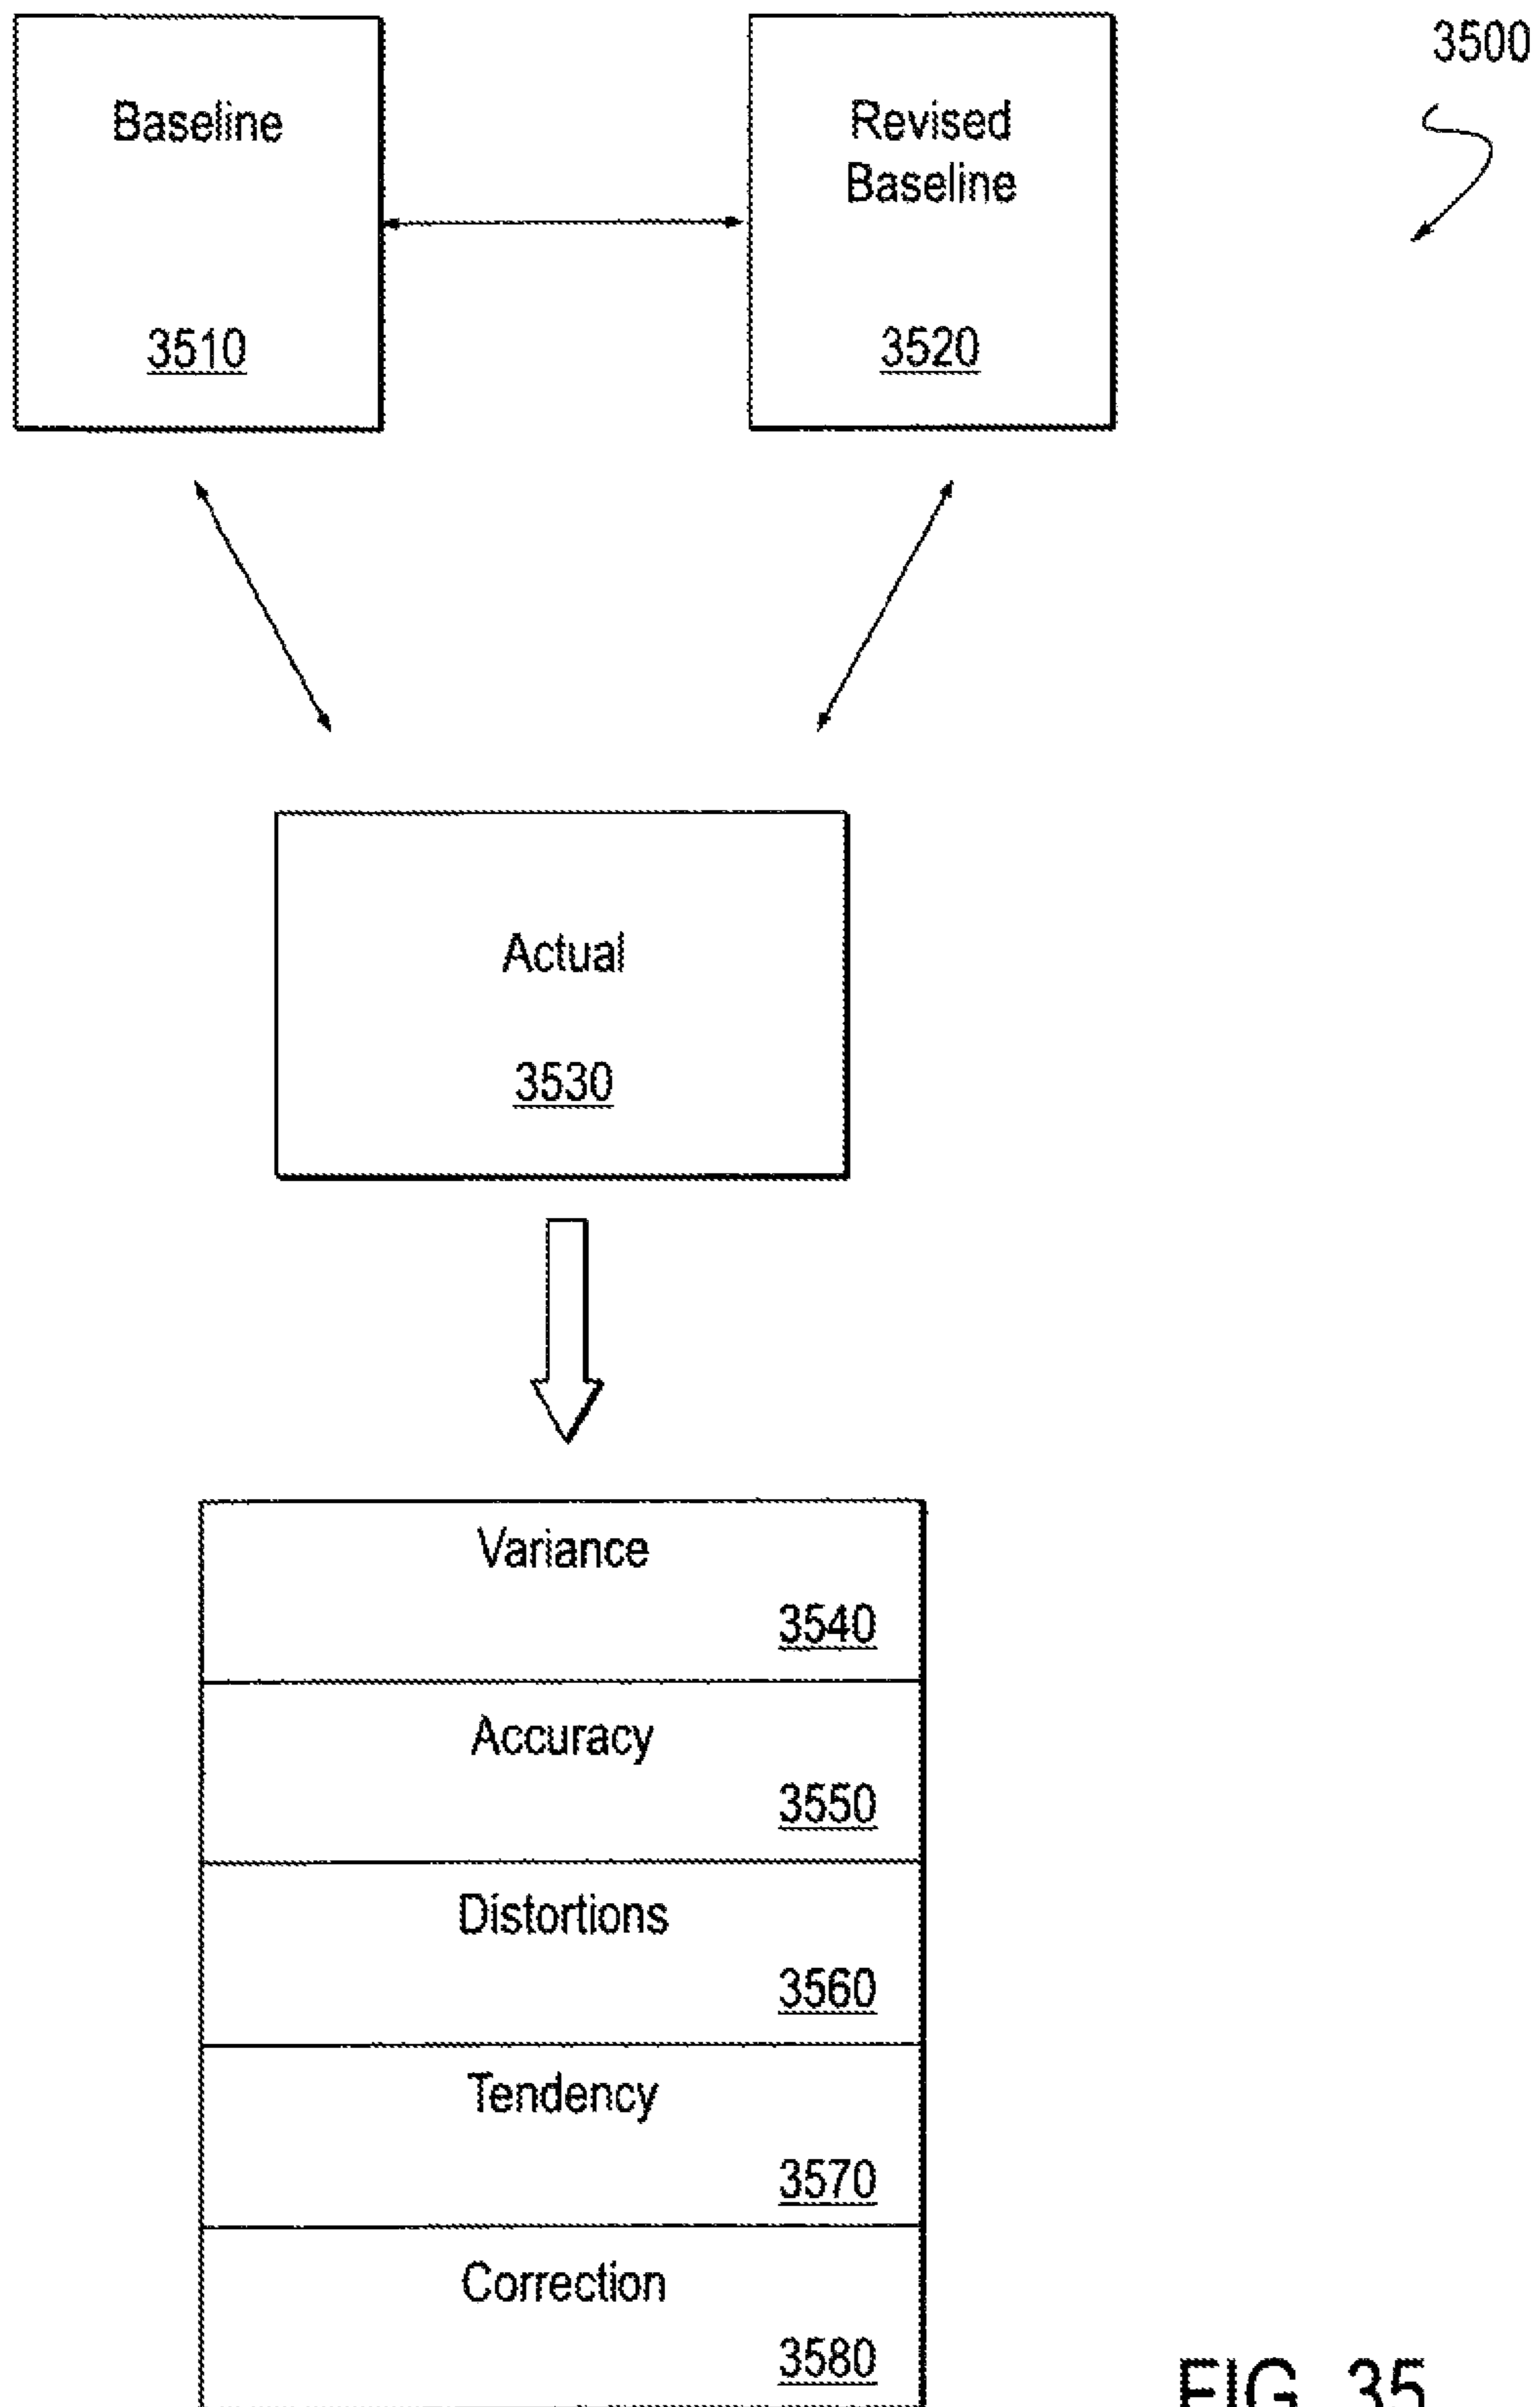 3500
Baseline
3510
Revised
Baseline
3520
Actual
3530
Variance
3540
Accuracy
3550
Distortions
3560
Tendency
3570
Correction
3580
FIG. 35